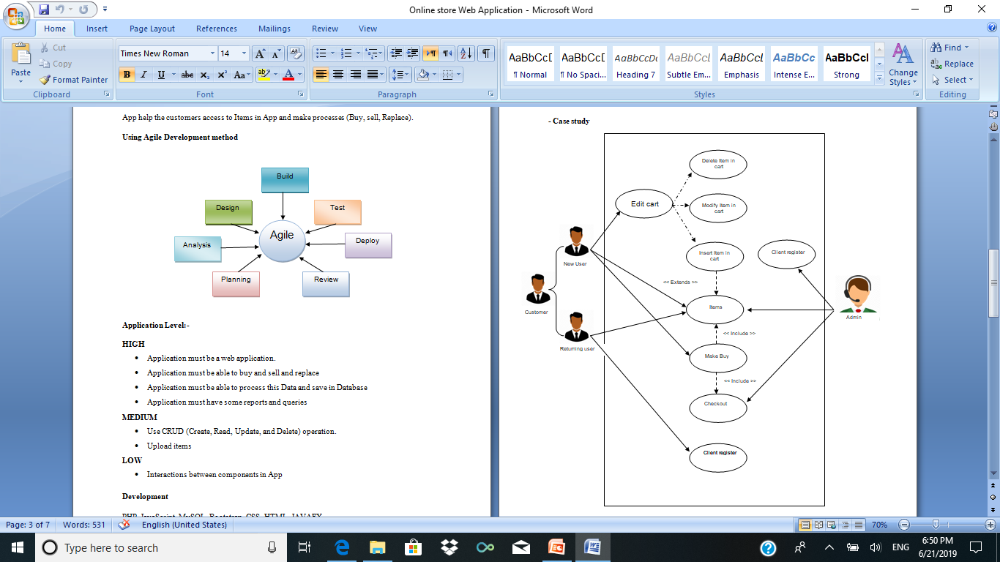 Online store Web Application - Microsoft Word
Home Insert Page Layout References Mailings Review View
Paste
Cut
Copy
Format Painter
Clipboard
Times New Roman 14
B I U abc X₂ X² Aa
Font
Paragraph
AaBbCcD AaBbCcD AaBbCcDc AaBbCcL AaBbCcL AaBbCc AaBbCcI
¶ Normal ¶ No Spaci... Heading 7 Subtle Em... Emphasis Intense E... Strong
Styles
Change
Styles
Find
Replace
Select
Editing
App help the customers access to Items in App and make processes (Buy, sell, Replace).
Using Agile Development method
Build
Design
Test
Agile
Analysis
Deploy
Planning
Review
Application Level:-
HIGH
• Application must be a web application.
• Application must be able to buy and sell and replace
• Application must be able to process this Data and save in Database
• Application must have some reports and queries
MEDIUM
• Use CRUD (Create, Read, Update, and Delete) operation.
• Upload items
LOW
• Interactions between components in App
Development
PHP, JavaScript, MySQL, Bootstrap, CSS, HTML, JAVAFX
- Case study
Delete Item in
cart
Edit cart
Modify Item in
cart
Insert Item in
cart
Client register
New User
<< Extends >>
Customer
Items
Admin
Returning user
<< Include >>
Make Buy
<< Include >>
Checkout
Client register
Page: 3 of 7 Words: 531 English (United States) 70%
Type here to search
ENG
6:50 PM
6/21/2019